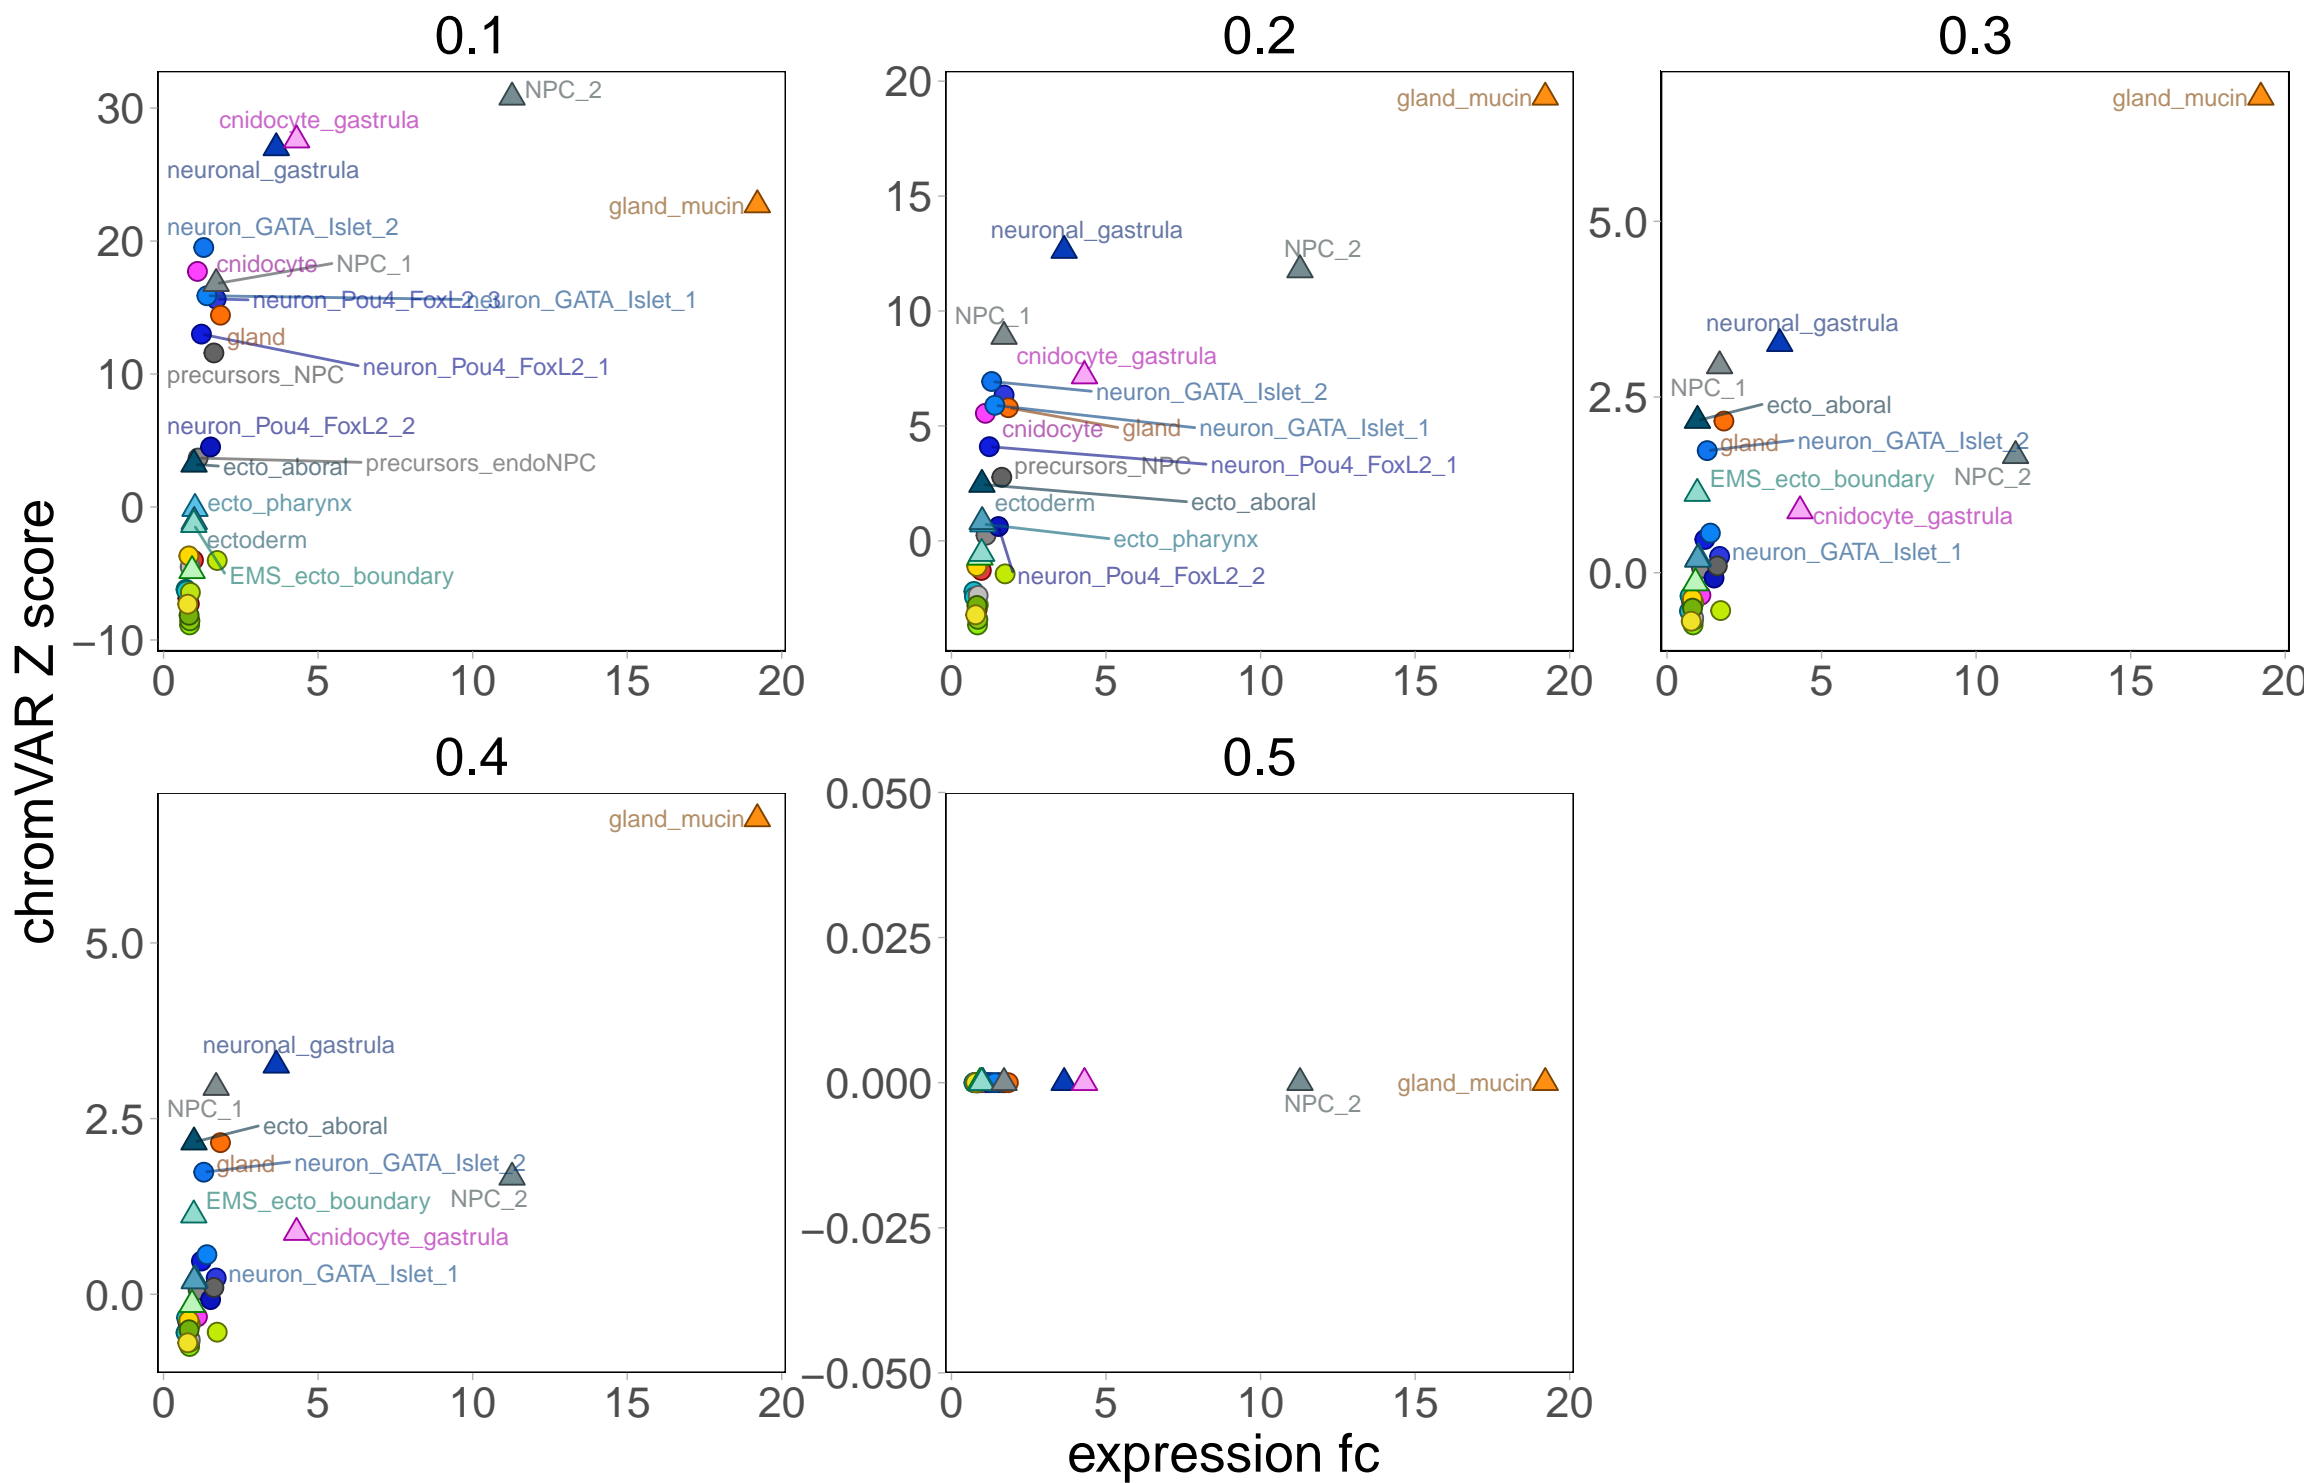 0.1
0.2
0.3
chromVAR Z score
30
20
10
0
−10
NPC_2
cnidocyte_gastrula
neuronal_gastrula
gland_mucin
neuron_GATA_Islet_2
cnidocyte
NPC_1
neuron_Pou4_FoxL2_3
neuron_GATA_Islet_1
gland
neuron_Pou4_FoxL2_1
precursors_NPC
neuron_Pou4_FoxL2_2
ecto_aboral
precursors_endoNPC
ecto_pharynx
ectoderm
EMS_ecto_boundary
0 5 10 15 20
20
15
10
5
0
gland_mucin
neuronal_gastrula
NPC_2
NPC_1
cnidocyte_gastrula
neuron_GATA_Islet_2
cnidocyte
gland
neuron_GATA_Islet_1
precursors_NPC
neuron_Pou4_FoxL2_1
ectoderm
ecto_aboral
ecto_pharynx
neuron_Pou4_FoxL2_2
0 5 10 15 20
5.0
2.5
0.0
gland_mucin
neuronal_gastrula
NPC_1
ecto_aboral
gland
neuron_GATA_Islet_2
EMS_ecto_boundary
NPC_2
cnidocyte_gastrula
neuron_GATA_Islet_1
0 5 10 15 20
0.4
0.5
5.0
2.5
0.0
gland_mucin
neuronal_gastrula
NPC_1
ecto_aboral
gland
neuron_GATA_Islet_2
EMS_ecto_boundary
NPC_2
cnidocyte_gastrula
neuron_GATA_Islet_1
0 5 10 15 20
0.050
0.025
0.000
−0.025
−0.050
gland_mucin
NPC_2
0 5 10 15 20
expression fc